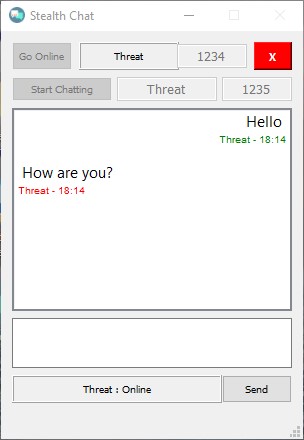 Stealth Chat
Go Online Threat 1234 X
Start Chatting Threat 1235
Hello
Threat - 18:14
How are you?
Threat - 18:14
Threat : Online Send